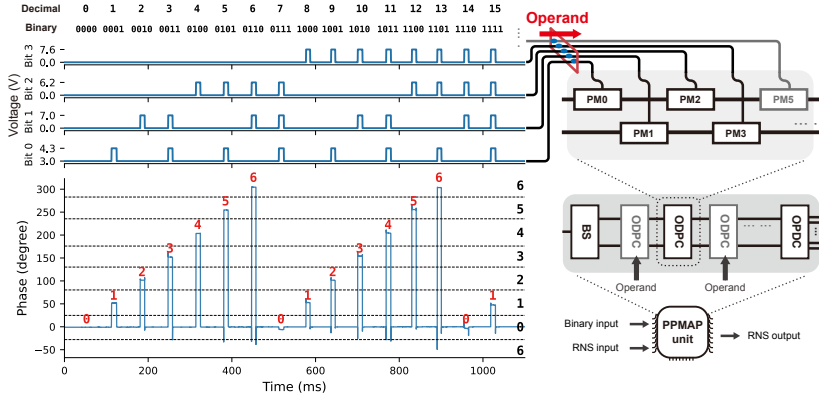 Decimal 0 1 2 3 4 5 6 7 8 9 10 11 12 13 14 15
Binary 0000 0001 0010 0011 0100 0101 0110 0111 1000 1001 1010 1011 1100 1101 1110 1111
Operand
Voltage (V)
Bit 3 7,6
0,0
Bit 2 6.2
0.0
Bit 1 7.0
0.0
Bit 0 4,3
3.0
PM0 PM2 PM5
PM1 PM3
Phase (degree)
300
250
200
150
100
50
0
−50
0 1 2 3 4 5 6 0 1 2 3 4 5 6 0 1
6
5
4
3
2
1
0
6
0 200 400 600 800 1000
Time (ms)
BS ODPC ODPC ODPC OPDC
Operand Operand
Binary input
RNS input
PPMAP
unit
RNS output